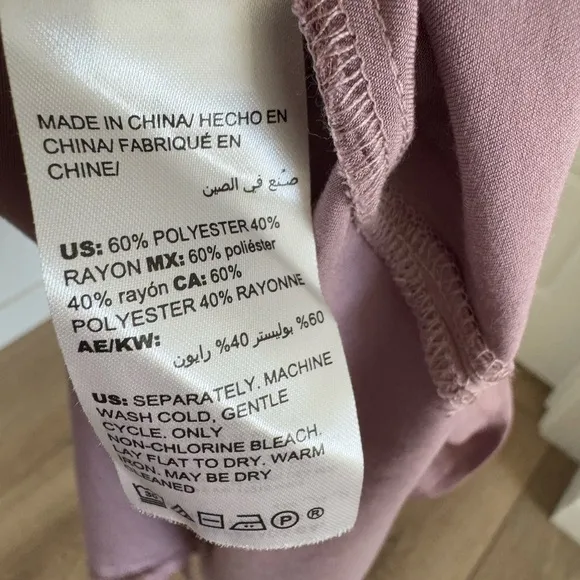 MADE IN CHINA/ HECHO EN
CHINA/ FABRIQUÉ EN
CHINE/
صنع في الصين
US: 60% POLYESTER 40%
RAYON MX: 60% poliéster
40% rayón CA: 60%
POLYESTER 40% RAYONNE
AE/KW:
60% بوليستر 40% رايون
US: SEPARATELY. MACHINE
WASH COLD, GENTLE
CYCLE. ONLY
NON-CHLORINE BLEACH.
LAY FLAT TO DRY. WARM
IRON. MAY BE DRY
CLEANED
30
P ®